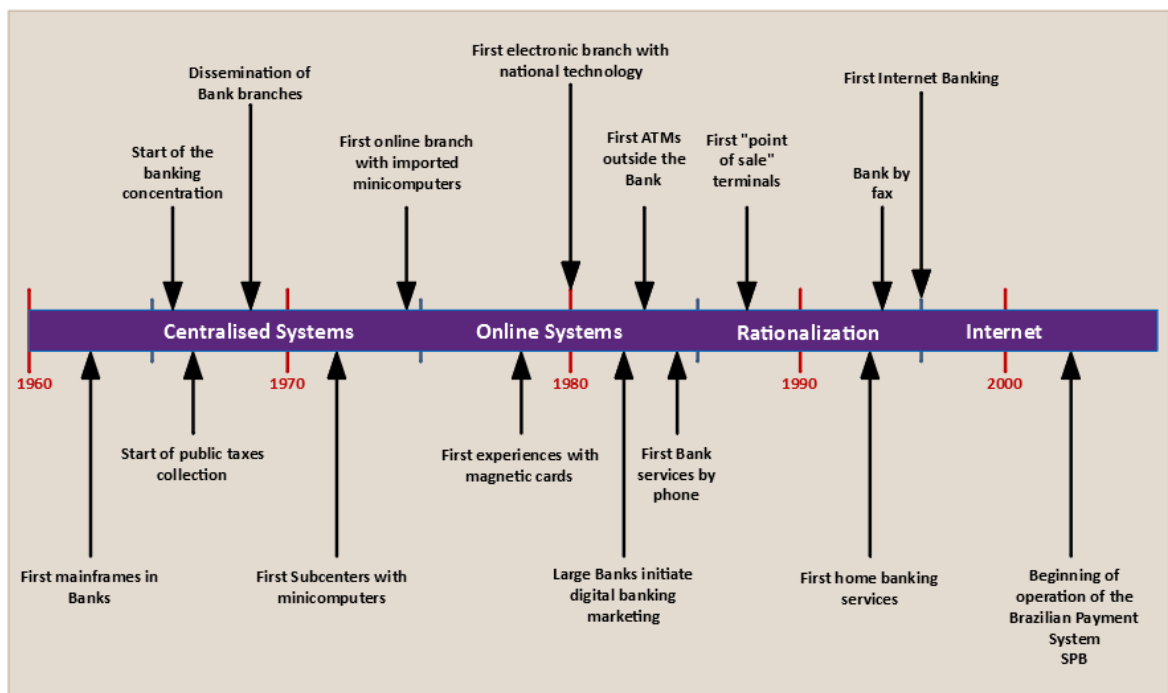 First electronic branch with
national technology
Dissemination of
Bank branches
First Internet Banking
First online branch
with imported
minicomputers
First ATMs
outside the
Bank
First "point
of sale"
terminals
Start of the
banking
concentration
Bank by
fax
Centralised Systems
Online Systems
Rationalization
Internet
1960
1970
1980
1990
2000
Start of public taxes
collection
First experiences with
magnetic cards
First Bank
services by
phone
First mainframes in
Banks
First Subcenters with
minicomputers
Large Banks initiate
digital banking
marketing
First home banking
services
Beginning of
operation of the
Brazilian Payment
System
SPB